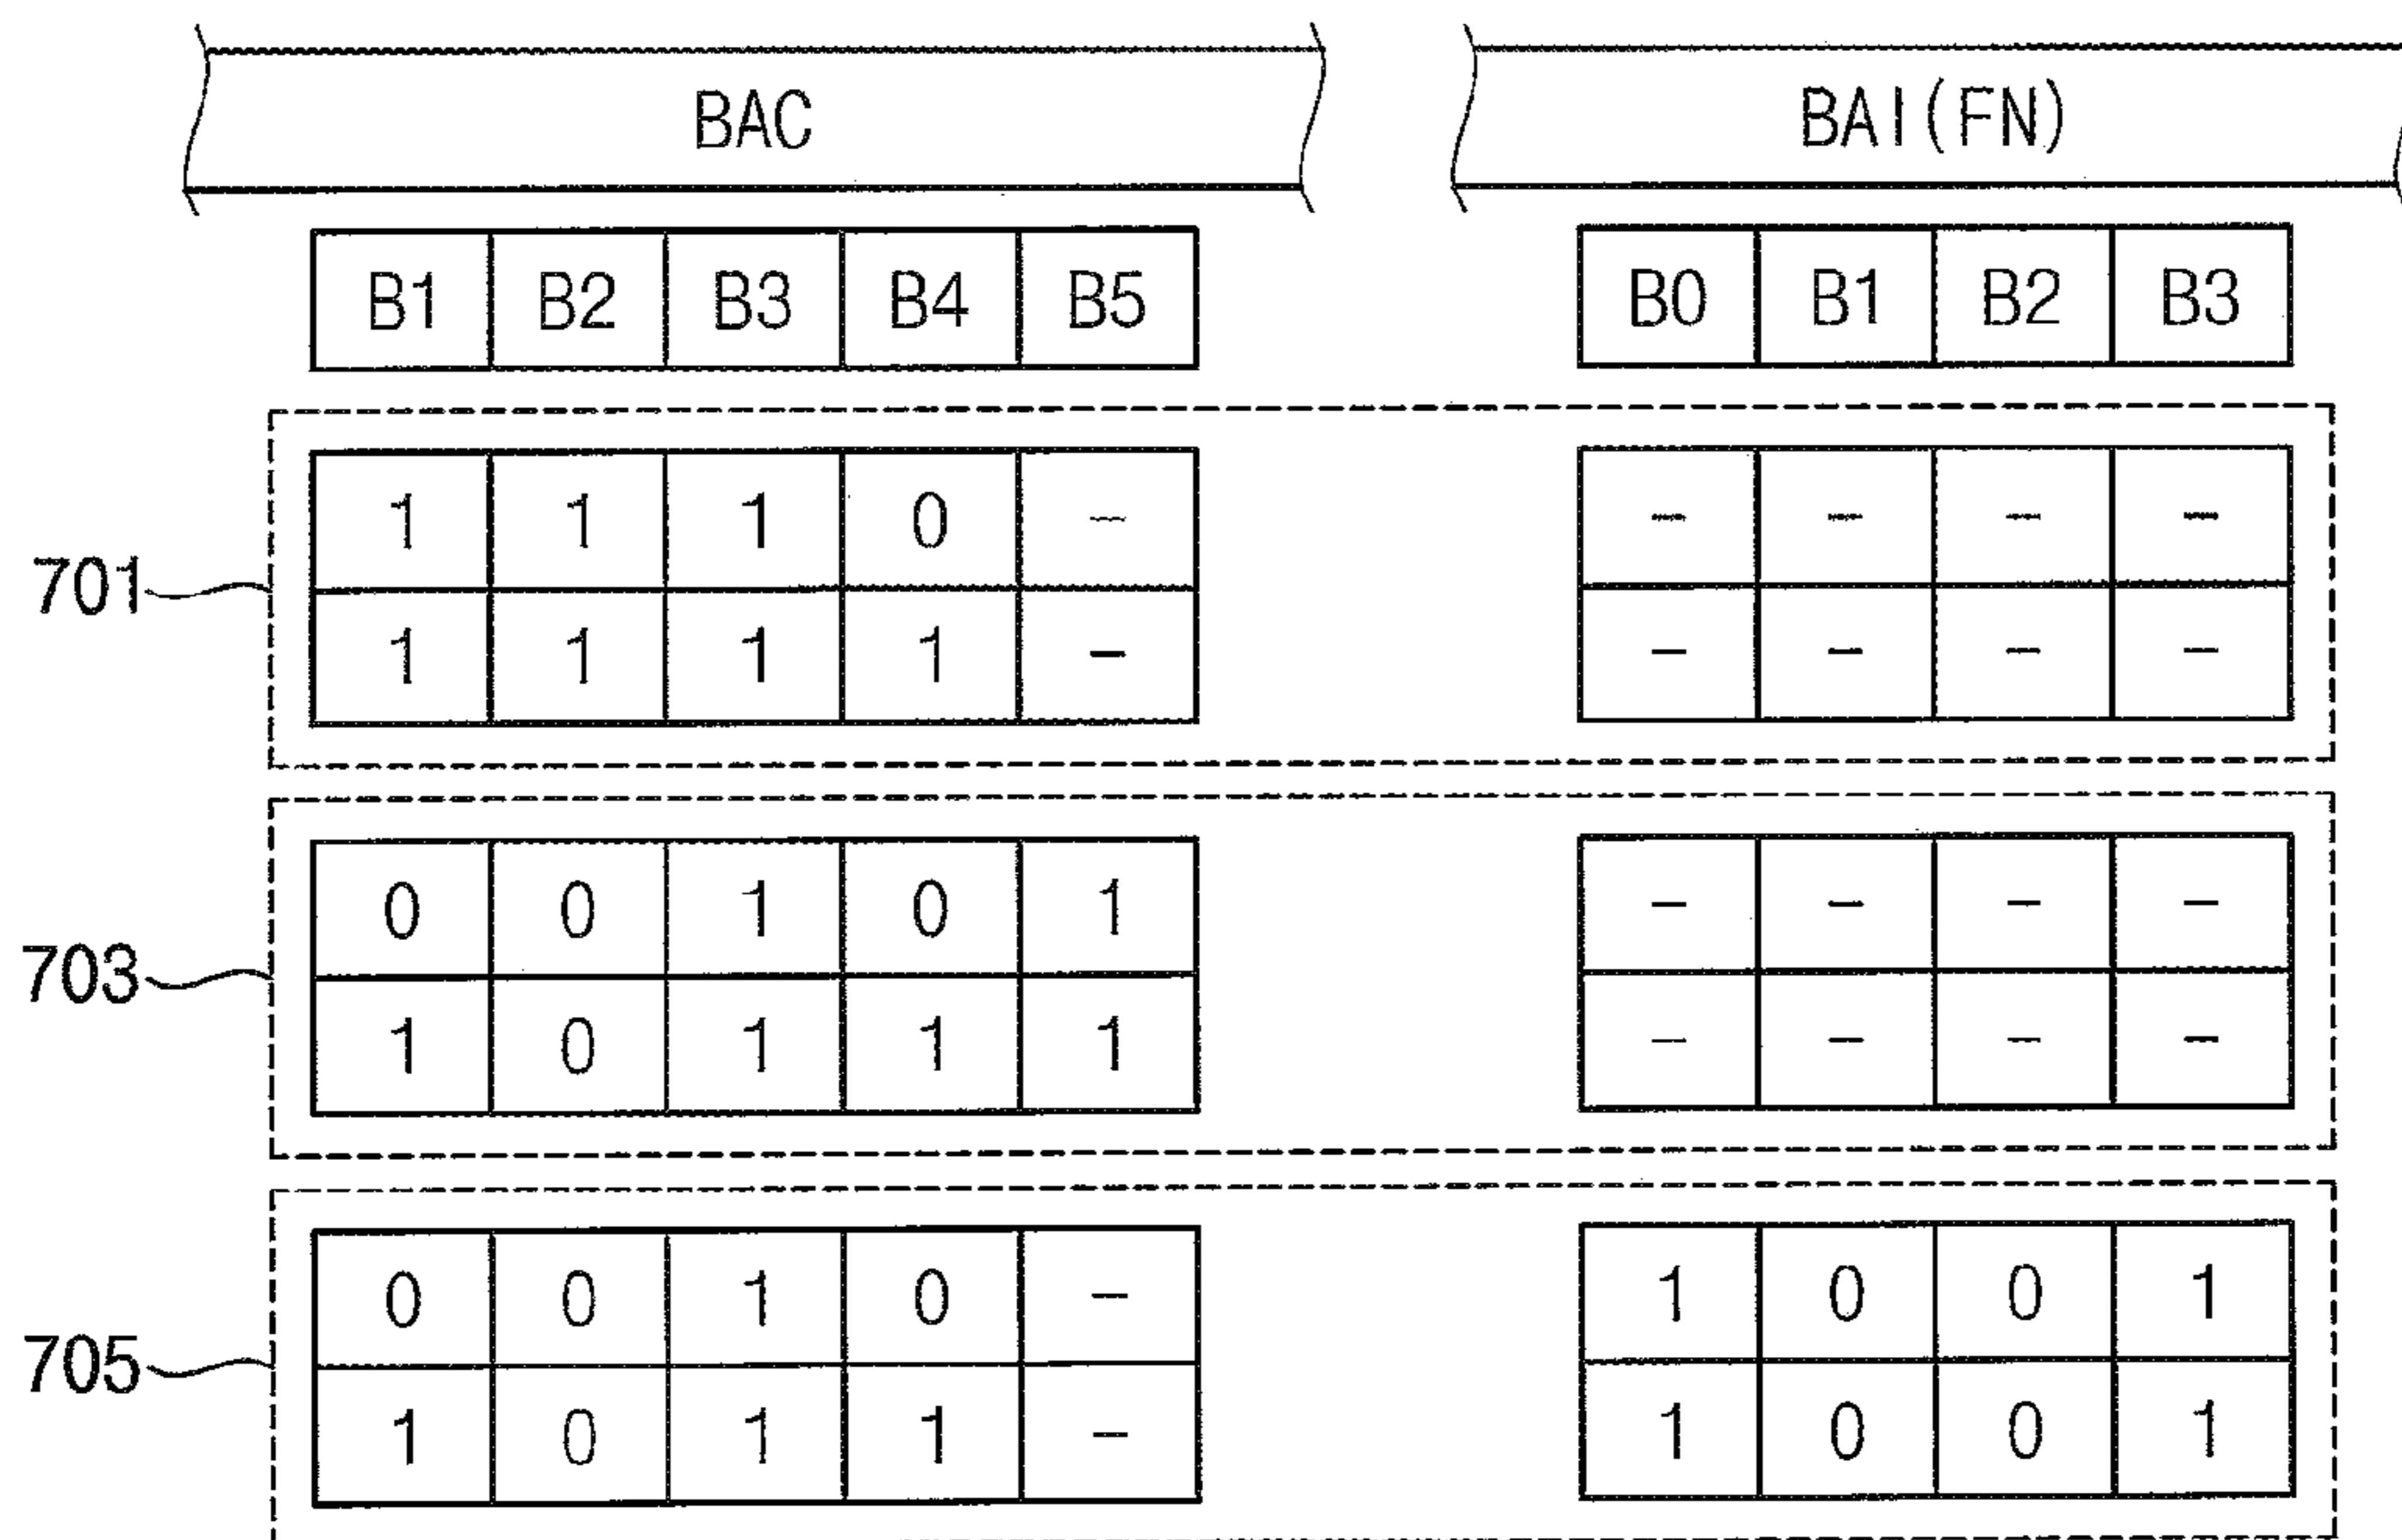 BAC BAI(FN)
B1 B2 B3 B4 B5 B0 B1 B2 B3
701
1 1 1 0 - - - - -
1 1 1 1 - - - - -
703
0 0 1 0 1 - - - -
1 0 1 1 1 - - - -
705
0 0 1 0 - 1 0 0 1
1 0 1 1 - 1 0 0 1